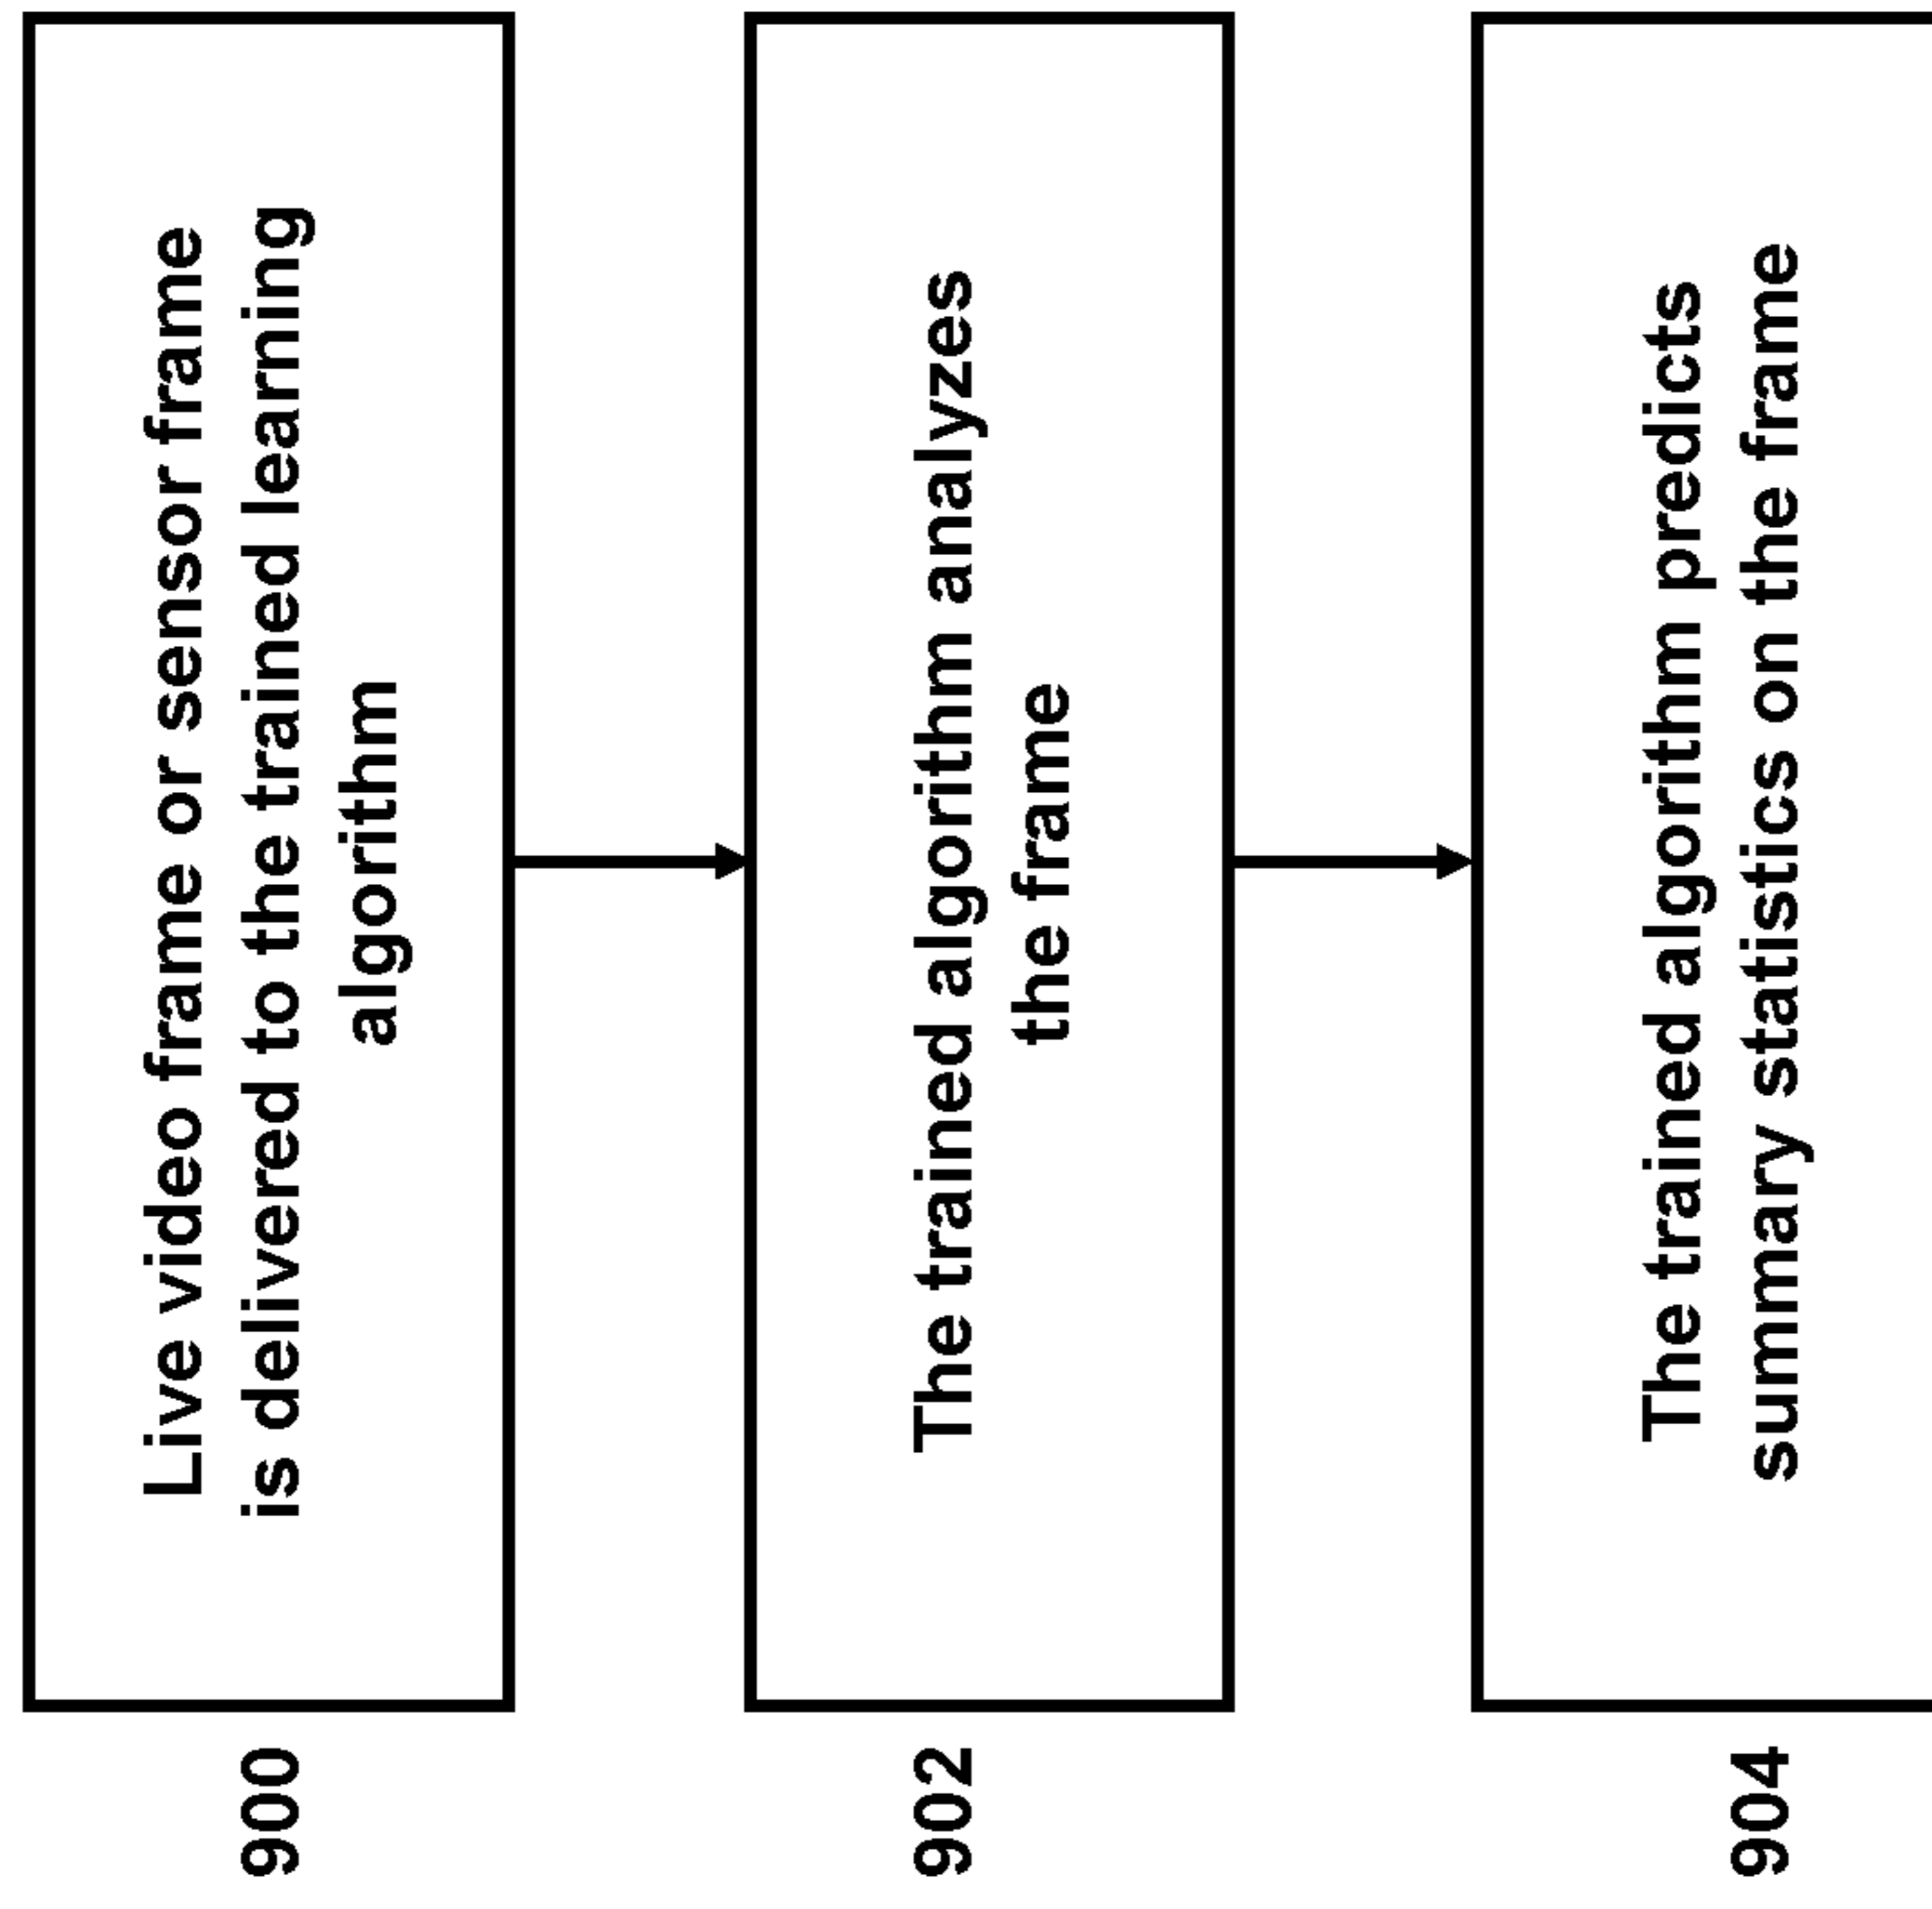 900
Live video frame or sensor frame
is delivered to the trained learning
algorithm
902
The trained algorithm analyzes
the frame
904
The trained algorithm predicts
summary statistics on the frame